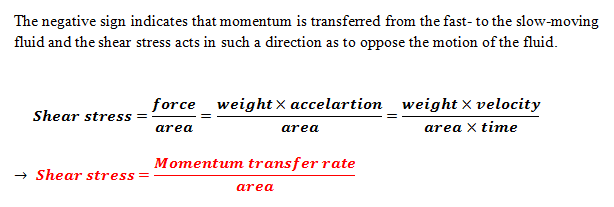 The negative sign indicates that momentum is transferred from the fast- to the slow-moving
fluid and the shear stress acts in such a direction as to oppose the motion of the fluid.
Shear stress = force / area = weight × accelartion / area = weight × velocity / area × time
→ Shear stress = Momentum transfer rate / area